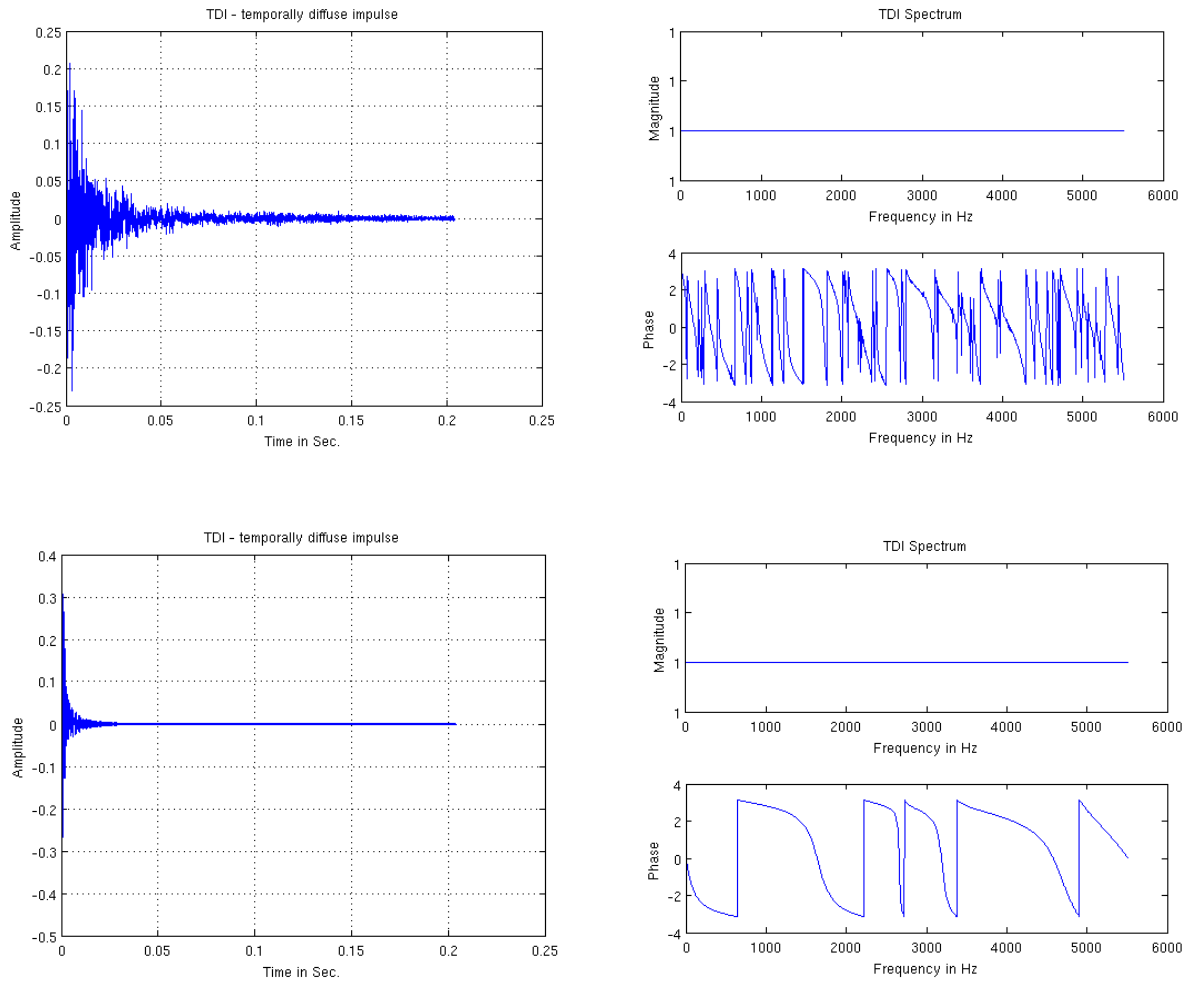 TDI - temporally diffuse impulse
0.25
0.2
0.15
0.1
0.05
0
-0.05
-0.1
-0.15
-0.2
-0.25
Amplitude
0 0.05 0.1 0.15 0.2 0.25
Time in Sec.
TDI Spectrum
1
1
1
1
Magnitude
0 1000 2000 3000 4000 5000 6000
Frequency in Hz
4
2
0
-2
-4
Phase
0 1000 2000 3000 4000 5000 6000
Frequency in Hz
TDI - temporally diffuse impulse
0.4
0.3
0.2
0.1
0
-0.1
-0.2
-0.3
-0.4
-0.5
Amplitude
0 0.05 0.1 0.15 0.2 0.25
Time in Sec.
TDI Spectrum
1
1
1
1
Magnitude
0 1000 2000 3000 4000 5000 6000
Frequency in Hz
4
2
0
-2
-4
Phase
0 1000 2000 3000 4000 5000 6000
Frequency in Hz